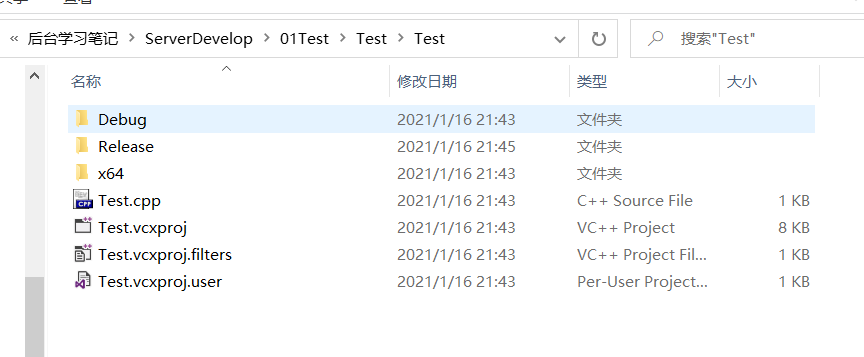 « 后台学习笔记 › ServerDevelop › 01Test › Test › Test 搜索"Test"
名称 修改日期 类型 大小
Debug 2021/1/16 21:43 文件夹
Release 2021/1/16 21:45 文件夹
x64 2021/1/16 21:43 文件夹
Test.cpp 2021/1/16 21:43 C++ Source File 1 KB
Test.vcxproj 2021/1/16 21:43 VC++ Project 8 KB
Test.vcxproj.filters 2021/1/16 21:43 VC++ Project Fil... 1 KB
Test.vcxproj.user 2021/1/16 21:43 Per-User Project... 1 KB